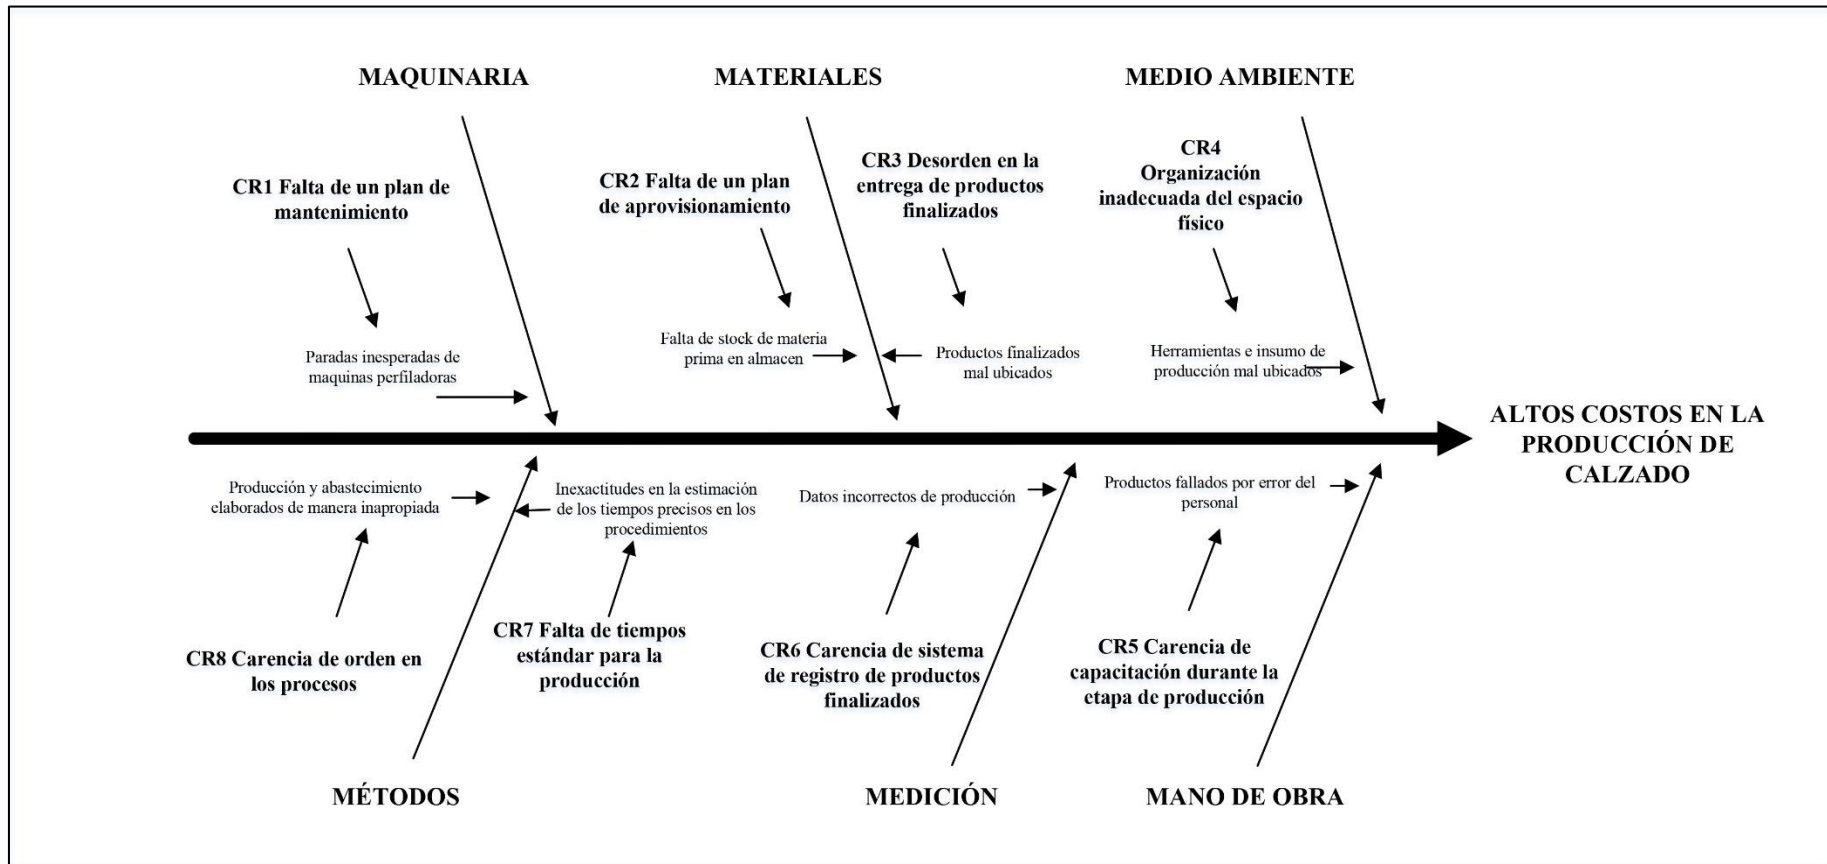 MAQUINARIA
MATERIALES
MEDIO AMBIENTE
CR1 Falta de un plan de
mantenimiento
CR2 Falta de un plan
de aprovisionamiento
CR3 Desorden en la
entrega de productos
finalizados
CR4
Organización
inadecuada del espacio
físico
Paradas inesperadas de
maquinas perfiladoras
Falta de stock de materia
prima en almacen
Productos finalizados
mal ubicados
Herramientas e insumo de
producción mal ubicados
ALTOS COSTOS EN LA
PRODUCCIÓN DE
CALZADO
Producción y abastecimiento
elaborados de manera inapropiada
Inexactitudes en la estimación
de los tiempos precisos en los
procedimientos
Datos incorrectos de producción
Productos fallados por error del
personal
CR8 Carencia de orden en
los procesos
CR7 Falta de tiempos
estándar para la
producción
CR6 Carencia de sistema
de registro de productos
finalizados
CR5 Carencia de
capacitación durante la
etapa de producción
MÉTODOS
MEDICIÓN
MANO DE OBRA